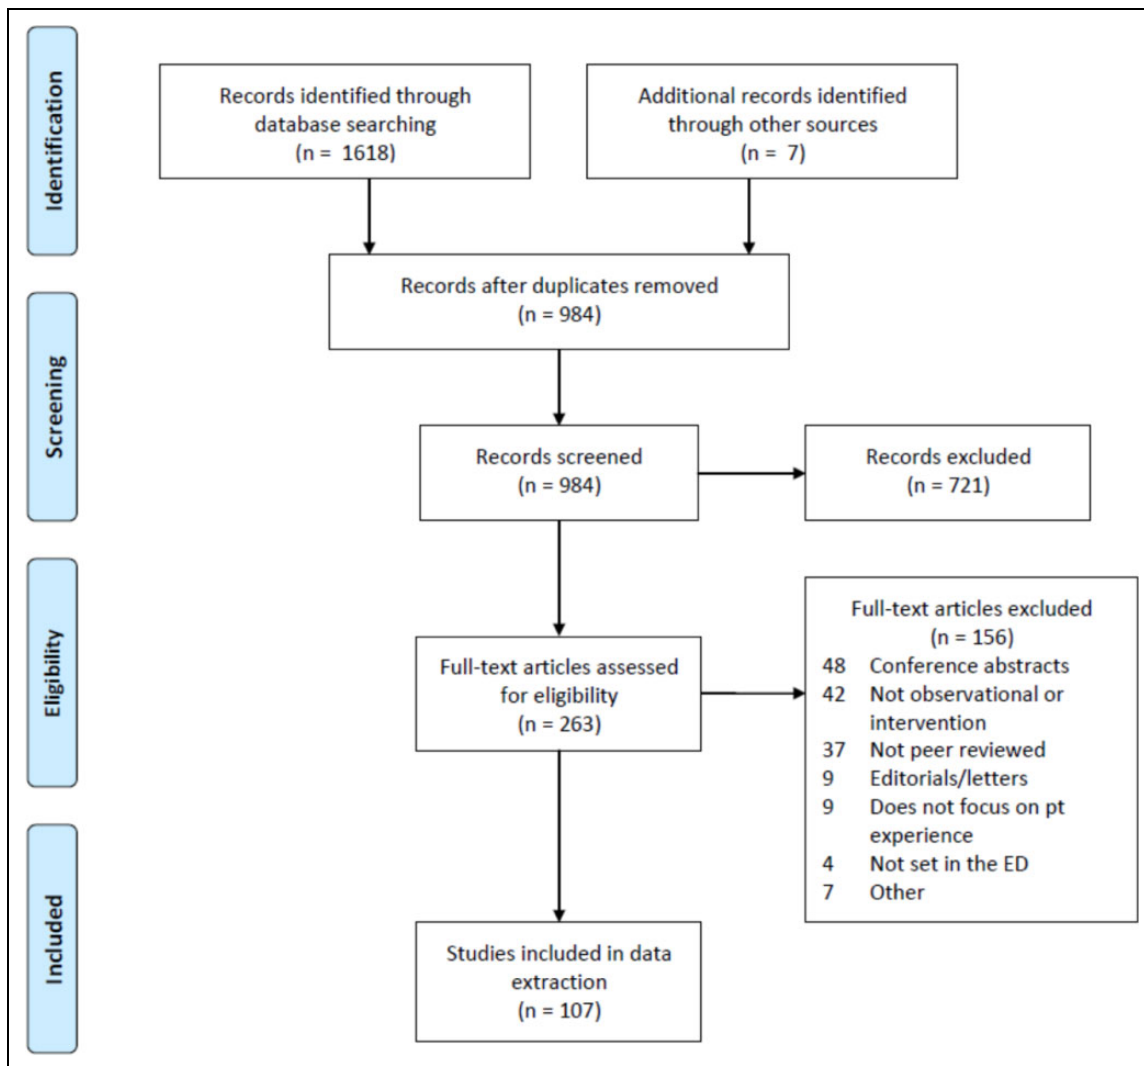 Identification
Records identified through
database searching
(n = 1618)
Additional records identified
through other sources
(n = 7)
Records after duplicates removed
(n = 984)
Screening
Records screened
(n = 984)
Records excluded
(n = 721)
Eligibility
Full-text articles assessed
for eligibility
(n = 263)
Full-text articles excluded
(n = 156)
48 Conference abstracts
42 Not observational or
intervention
37 Not peer reviewed
9 Editorials/letters
9 Does not focus on pt
experience
4 Not set in the ED
7 Other
Included
Studies included in data
extraction
(n = 107)